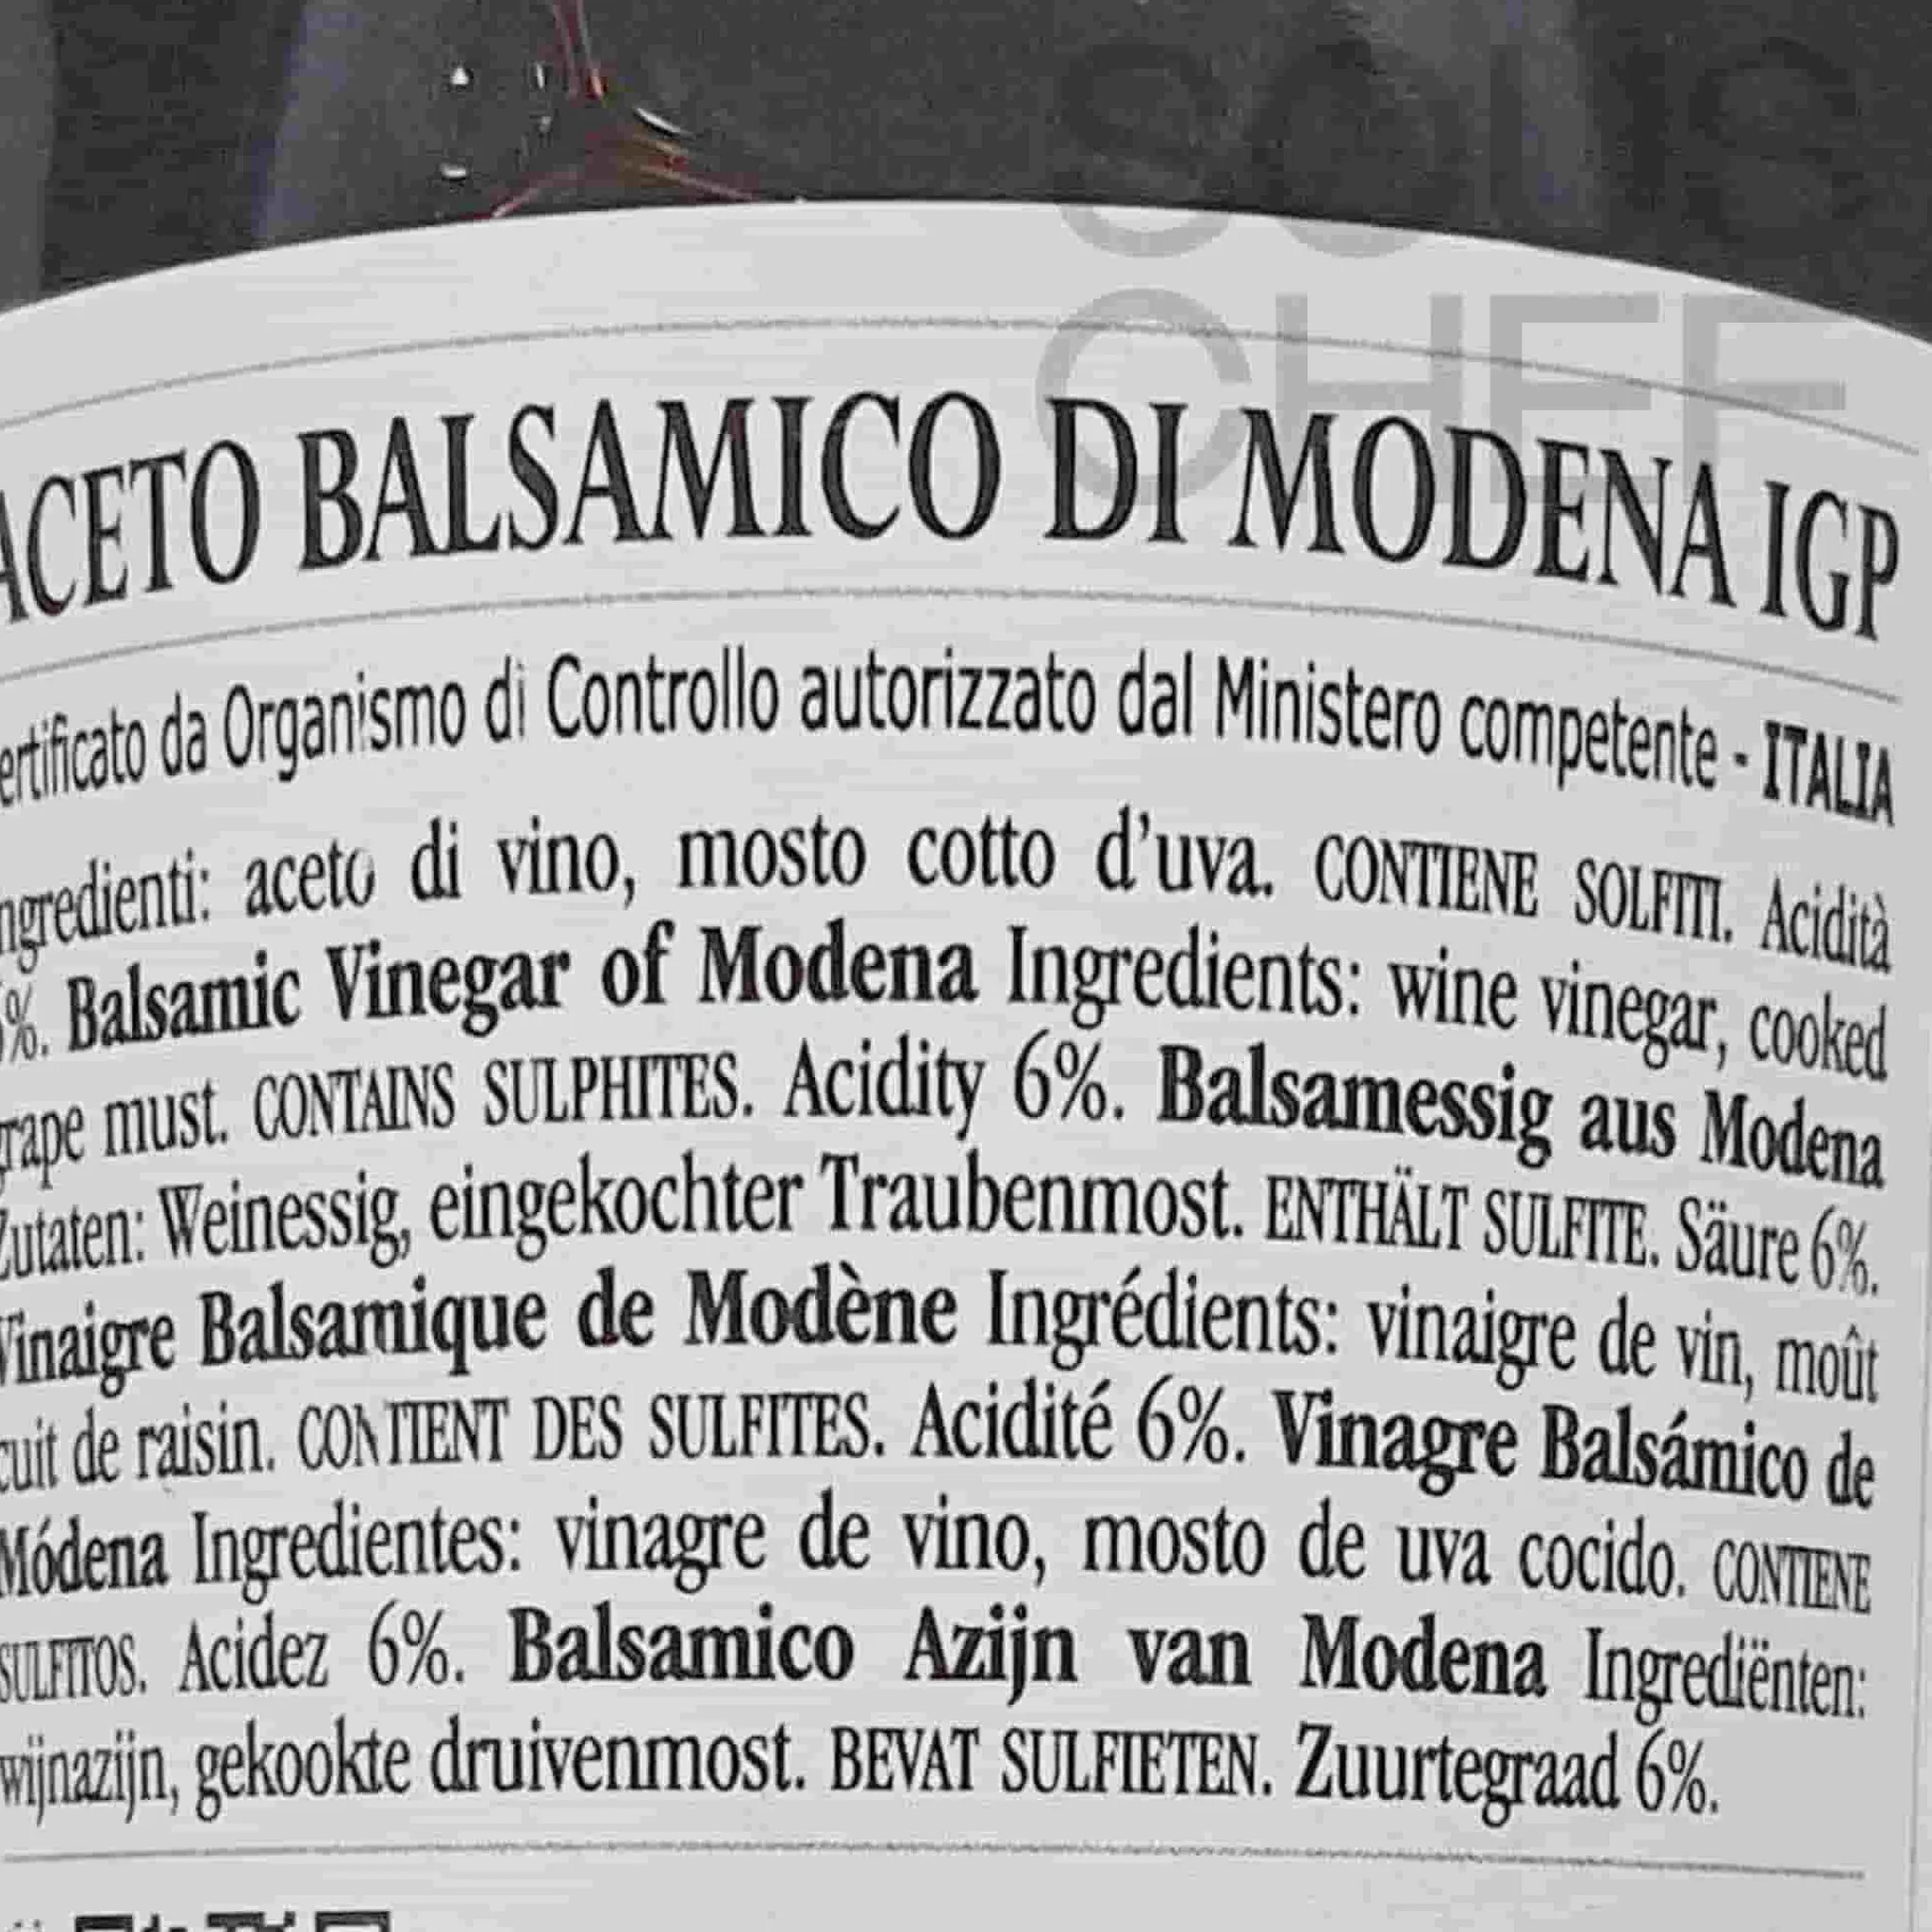 SOUS
CHEF
ACETO BALSAMICO DI MODENA IGP
ertificato da Organismo di Controllo autorizzato dal Ministero competente - ITALIA
ngredienti: aceto di vino, mosto cotto d'uva. CONTIENE SOLFITI. Acidità
6%. Balsamic Vinegar of Modena Ingredients: wine vinegar, cooked
grape must. CONTAINS SULPHITES. Acidity 6%. Balsamessig aus Modena
Zutaten: Weinessig, eingekochter Traubenmost. ENTHÄLT SULFITE. Säure 6%.
Vinaigre Balsamique de Modène Ingrédients: vinaigre de vin, moût
cuit de raisin. CONTIENT DES SULFITES. Acidité 6%. Vinagre Balsámico de
Módena Ingredientes: vinagre de vino, mosto de uva cocido. CONTIENE
SULFITOS. Acidez 6%. Balsamico Azijn van Modena Ingrediënten:
wijnazijn, gekookte druivenmost. BEVAT SULFIETEN. Zuurtegraad 6%.